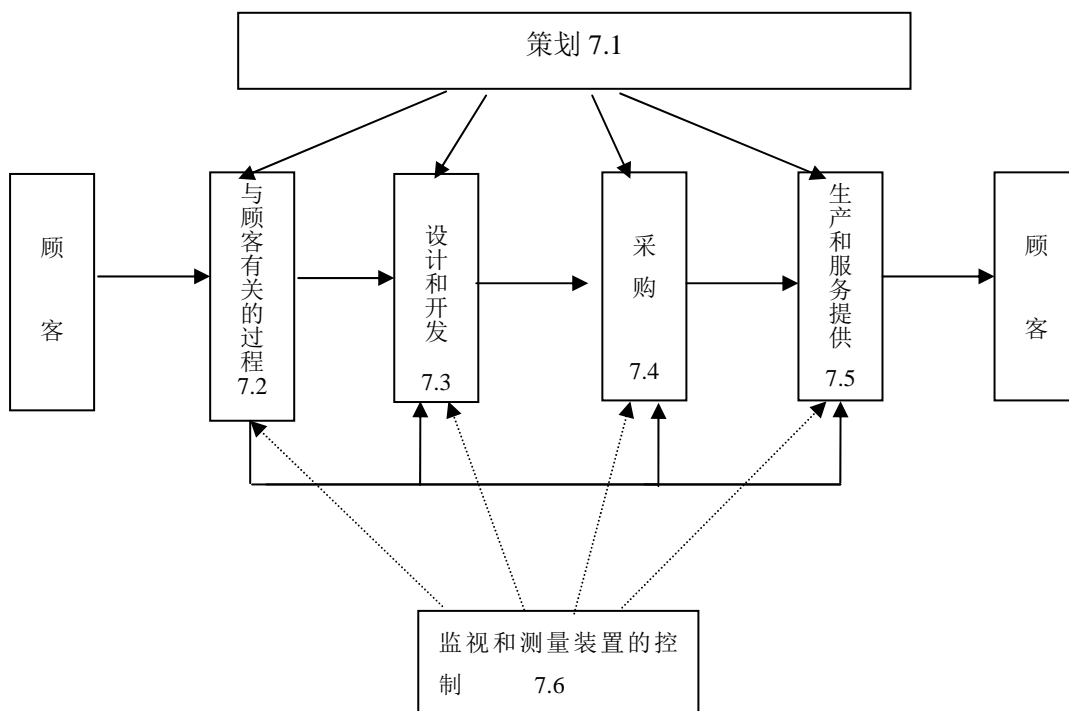 策划 7.1
顾
客
与顾客有关的过程
7.2
设计和开发
7.3
采
购
7.4
生产和服务提供
7.5
顾
客
监视和测量装置的控
制 7.6